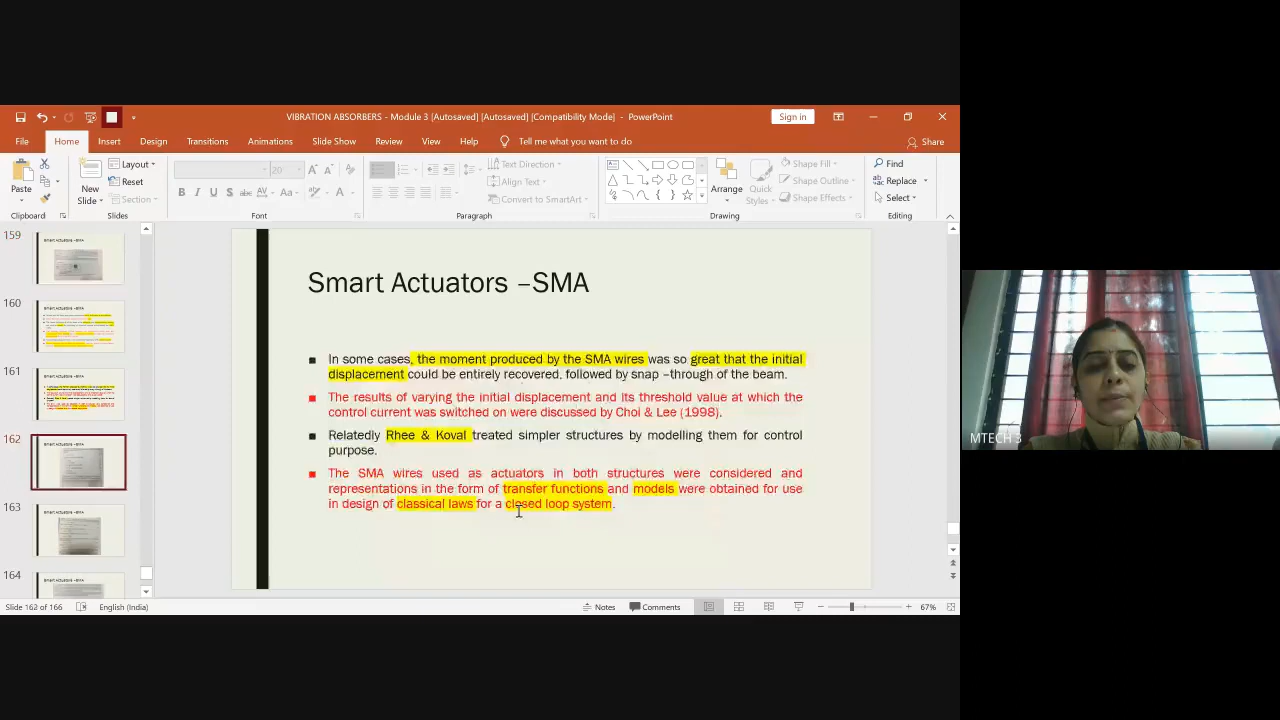 VIBRATION ABSORBERS - Module 3 [Autosaved] [Autosaved] [Compatibility Mode] - PowerPoint
Sign in
File Home Insert Design Transitions Animations Slide Show Review View Help Tell me what you want to do
Share
Paste
Clipboard
New
Slide
Layout
Reset
Section
Slides
20
B I U S abc AV Aa A
Font
Text Direction
Align Text
Convert to SmartArt
Paragraph
Arrange
Quick
Styles
Shape Fill
Shape Outline
Shape Effects
Drawing
Find
Replace
Select
Editing
159
160
161
162
163
164
Smart Actuators –SMA
In some cases, the moment produced by the SMA wires was so great that the initial
displacement could be entirely recovered, followed by snap –through of the beam.
The results of varying the initial displacement and its threshold value at which the
control current was switched on were discussed by Choi & Lee (1998).
Relatedly Rhee & Koval treated simpler structures by modelling them for control
purpose.
The SMA wires used as actuators in both structures were considered and
representations in the form of transfer functions and models were obtained for use
in design of classical laws for a closed loop system.
MTECH 3
Slide 162 of 166 English (India) Notes Comments 67%